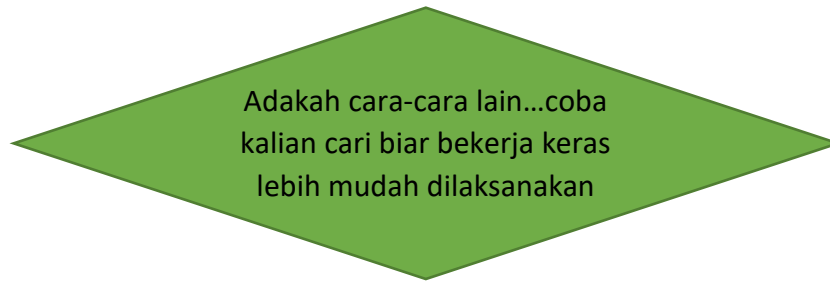 Adakah cara-cara lain…coba
kalian cari biar bekerja keras
lebih mudah dilaksanakan